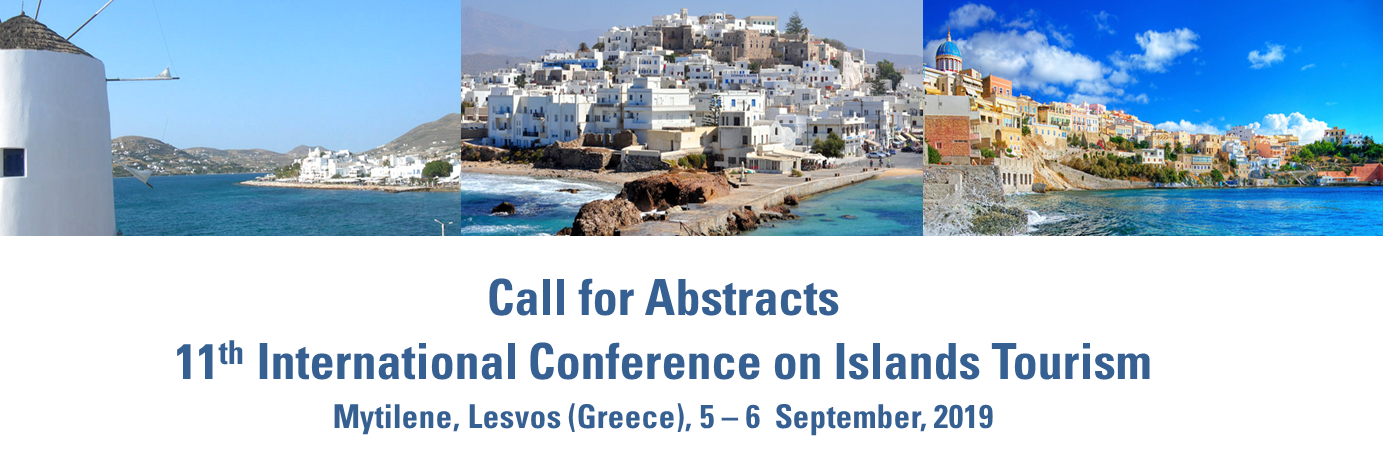 Call for Abstracts
11th International Conference on Islands Tourism
Mytilene, Lesvos (Greece), 5 – 6  September, 2019